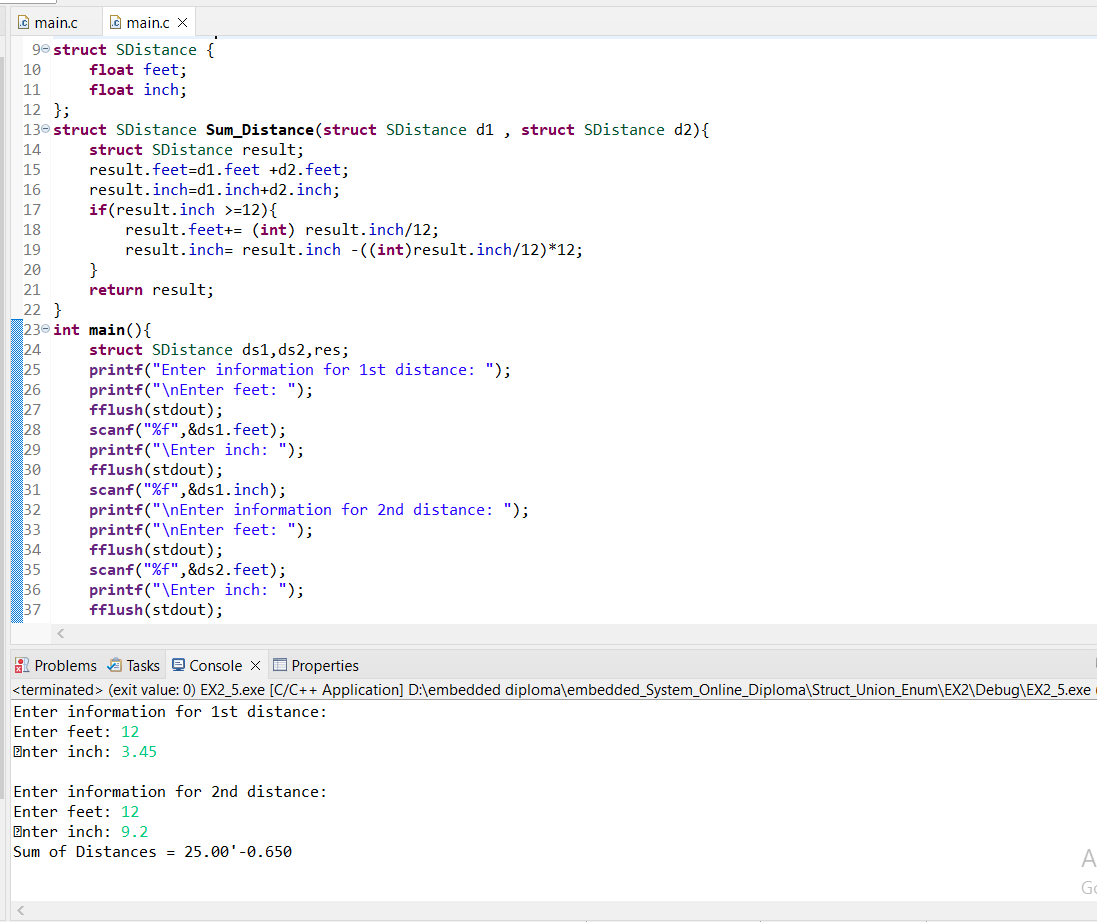 main.c main.c
9 struct SDistance {
10 float feet;
11 float inch;
12 };
13 struct SDistance Sum_Distance(struct SDistance d1 , struct SDistance d2){
14 struct SDistance result;
15 result.feet=d1.feet +d2.feet;
16 result.inch=d1.inch+d2.inch;
17 if(result.inch >=12){
18 result.feet+= (int) result.inch/12;
19 result.inch= result.inch -((int)result.inch/12)*12;
20 }
21 return result;
22 }
23 int main(){
24 struct SDistance ds1,ds2,res;
25 printf("Enter information for 1st distance: ");
26 printf("\nEnter feet: ");
27 fflush(stdout);
28 scanf("%f",&ds1.feet);
29 printf("\Enter inch: ");
30 fflush(stdout);
31 scanf("%f",&ds1.inch);
32 printf("\nEnter information for 2nd distance: ");
33 printf("\nEnter feet: ");
34 fflush(stdout);
35 scanf("%f",&ds2.feet);
36 printf("\Enter inch: ");
37 fflush(stdout);
Problems Tasks Console Properties
<terminated> (exit value: 0) EX2_5.exe [C/C++ Application] D:\embedded diploma\embedded_System_Online_Diploma\Struct_Union_Enum\EX2\Debug\EX2_5.exe (
Enter information for 1st distance:
Enter feet: 12
nter inch: 3.45
Enter information for 2nd distance:
Enter feet: 12
nter inch: 9.2
Sum of Distances = 25.00'-0.650
A
Go